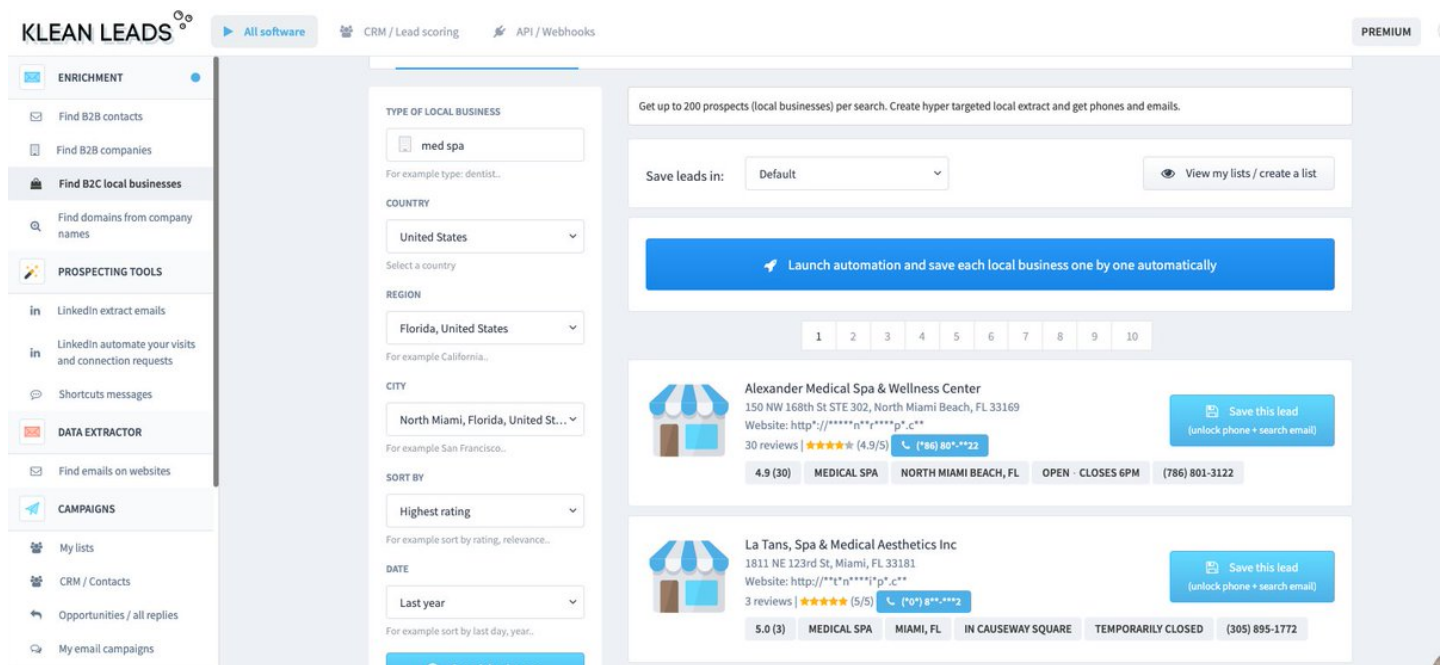 KLEAN LEADS
All software
CRM / Lead scoring
API / Webhooks
PREMIUM
ENRICHMENT
Find B2B contacts
Find B2B companies
Find B2C local businesses
Find domains from company
names
PROSPECTING TOOLS
LinkedIn extract emails
LinkedIn automate your visits
and connection requests
Shortcuts messages
DATA EXTRACTOR
Find emails on websites
CAMPAIGNS
My lists
CRM / Contacts
Opportunities / all replies
My email campaigns
TYPE OF LOCAL BUSINESS
med spa
For example type: dentist..
COUNTRY
United States
Select a country
REGION
Florida, United States
For example California..
CITY
North Miami, Florida, United St...
For example San Francisco..
SORT BY
Highest rating
For example sort by rating, relevance..
DATE
Last year
For example sort by last day, year..
Get up to 200 prospects (local businesses) per search. Create hyper targeted local extract and get phones and emails.
Save leads in:
Default
View my lists / create a list
Launch automation and save each local business one by one automatically
1 2 3 4 5 6 7 8 9 10
Alexander Medical Spa & Wellness Center
150 NW 168th St STE 302, North Miami Beach, FL 33169
Website: http*://*****n**r****p*.c**
30 reviews | ★★★★★ (4.9/5) (*86) 80*-**22
4.9 (30) MEDICAL SPA NORTH MIAMI BEACH, FL OPEN · CLOSES 6PM (786) 801-3122
Save this lead
(unlock phone + search email)
La Tans, Spa & Medical Aesthetics Inc
1811 NE 123rd St, Miami, FL 33181
Website: http://**t*n****i*p*.c**
3 reviews | ★★★★★ (5/5) (*0*) 8**-***2
5.0 (3) MEDICAL SPA MIAMI, FL IN CAUSEWAY SQUARE TEMPORARILY CLOSED (305) 895-1772
Save this lead
(unlock phone + search email)